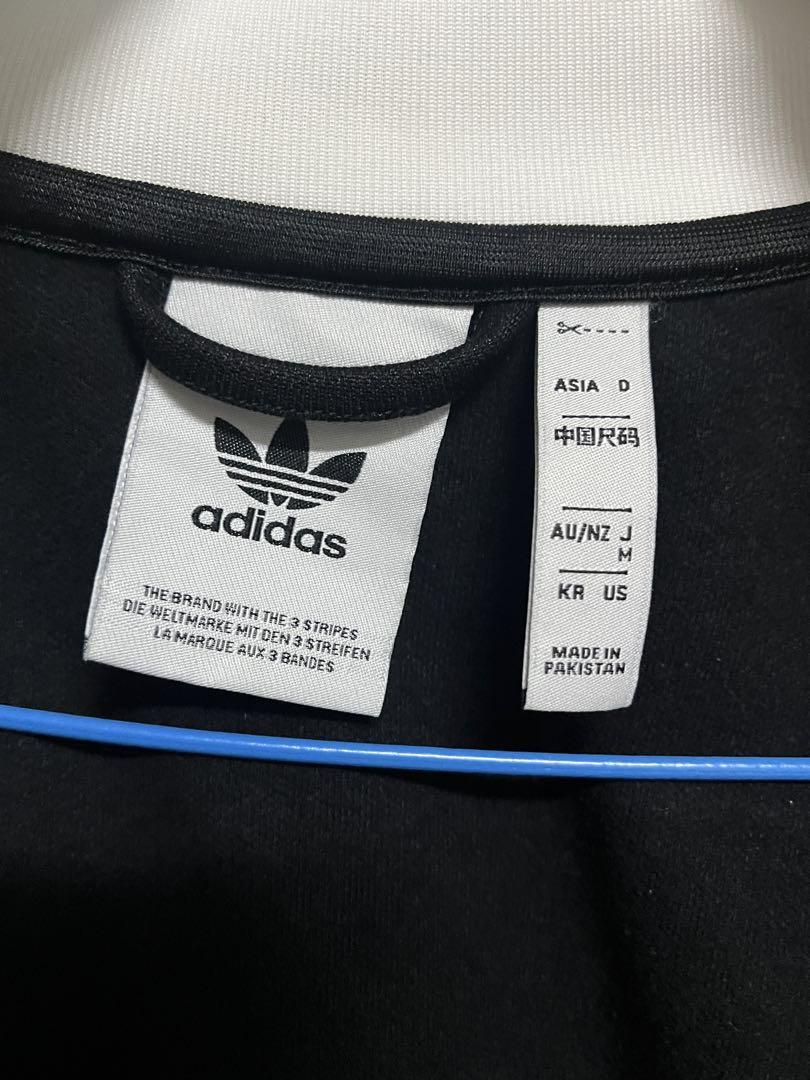 adidas
THE BRAND WITH THE 3 STRIPES
DIE WELTMARKE MIT DEN 3 STREIFEN
LA MARQUE AUX 3 BANDES
ASIA D
中国尺码
AU/NZ J
M
KR US
MADE IN
PAKISTAN